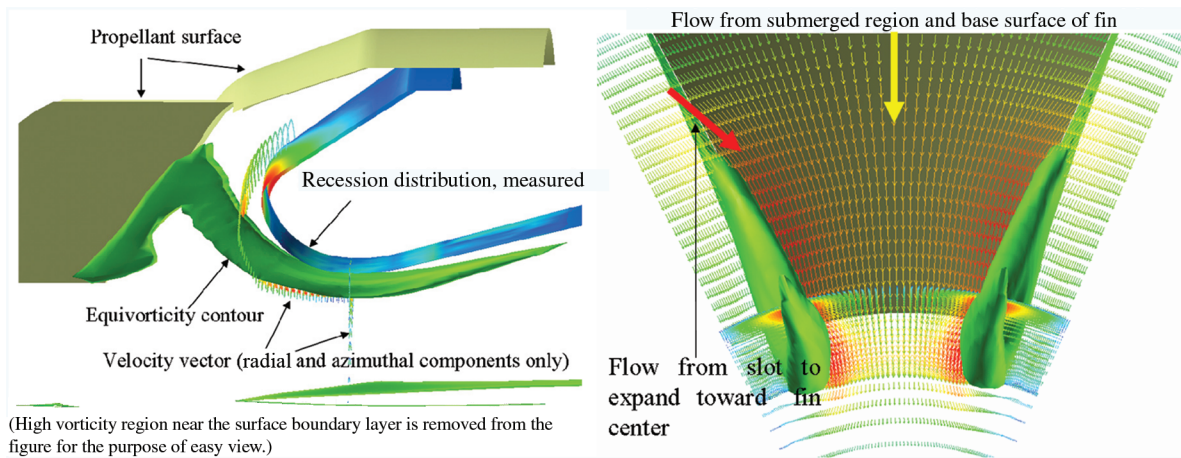 Propellant surface
Recession distribution, measured
Equivorticity contour
Velocity vector (radial and azimuthal components only)
(High vorticity region near the surface boundary layer is removed from the
figure for the purpose of easy view.)
Flow from submerged region and base surface of fin
Flow from slot to
expand toward fin
center